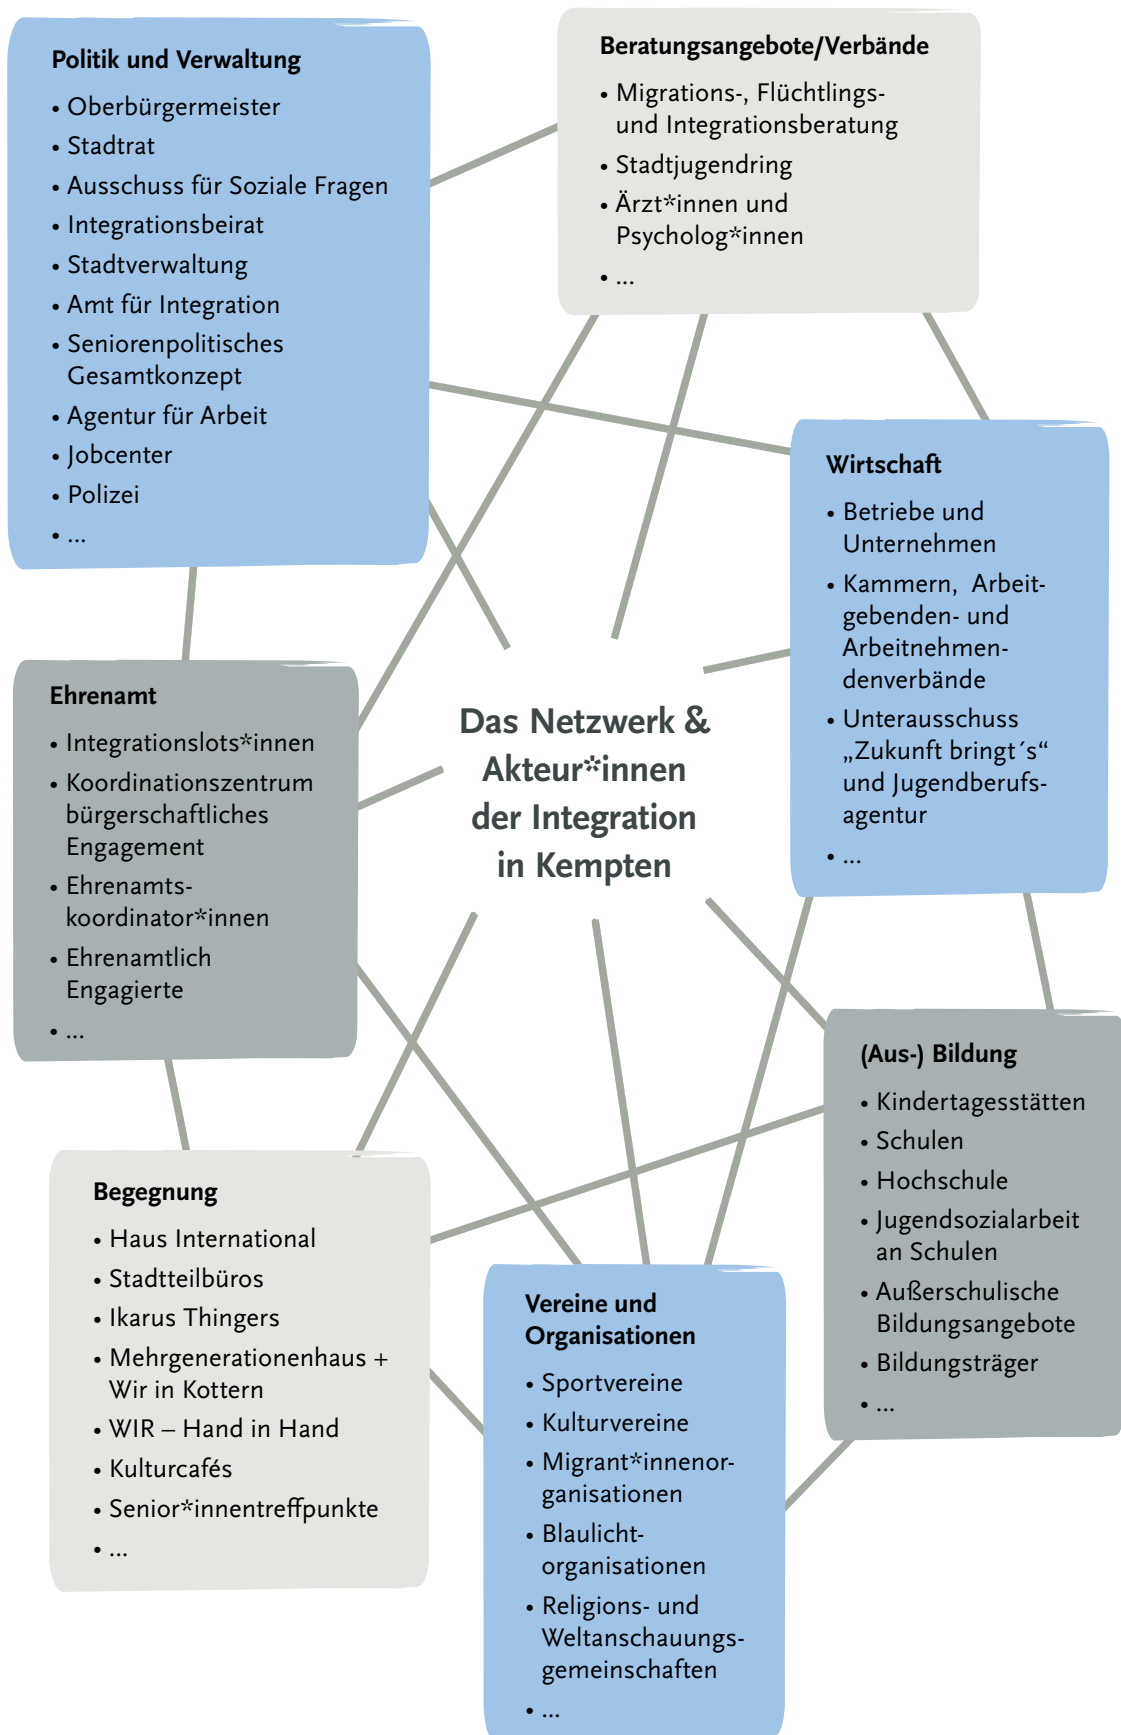 Politik und Verwaltung
• Oberbürgermeister
• Stadtrat
• Ausschuss für Soziale Fragen
• Integrationsbeirat
• Stadtverwaltung
• Amt für Integration
• Seniorenpolitisches
Gesamtkonzept
• Agentur für Arbeit
• Jobcenter
• Polizei
• ...
Beratungsangebote/Verbände
• Migrations-, Flüchtlings-
und Integrationsberatung
• Stadtjugendring
• Ärzt*innen und
Psycholog*innen
• ...
Wirtschaft
• Betriebe und
Unternehmen
• Kammern, Arbeit-
gebenden- und
Arbeitnehmen-
denverbände
• Unterausschuss
„Zukunft bringt´s“
und Jugendberufs-
agentur
• ...
Ehrenamt
• Integrationslots*innen
• Koordinationszentrum
bürgerschaftliches
Engagement
• Ehrenamts-
koordinator*innen
• Ehrenamtlich
Engagierte
• ...
Das Netzwerk &
Akteur*innen
der Integration
in Kempten
(Aus-) Bildung
• Kindertagesstätten
• Schulen
• Hochschule
• Jugendsozialarbeit
an Schulen
• Außerschulische
Bildungsangebote
• Bildungsträger
• ...
Begegnung
• Haus International
• Stadtteilbüros
• Ikarus Thingers
• Mehrgenerationenhaus +
Wir in Kottern
• WIR – Hand in Hand
• Kulturcafés
• Senior*innentreffpunkte
• ...
Vereine und
Organisationen
• Sportvereine
• Kulturvereine
• Migrant*innenor-
ganisationen
• Blaulicht-
organisationen
• Religions- und
Weltanschauungs-
gemeinschaften
• ...